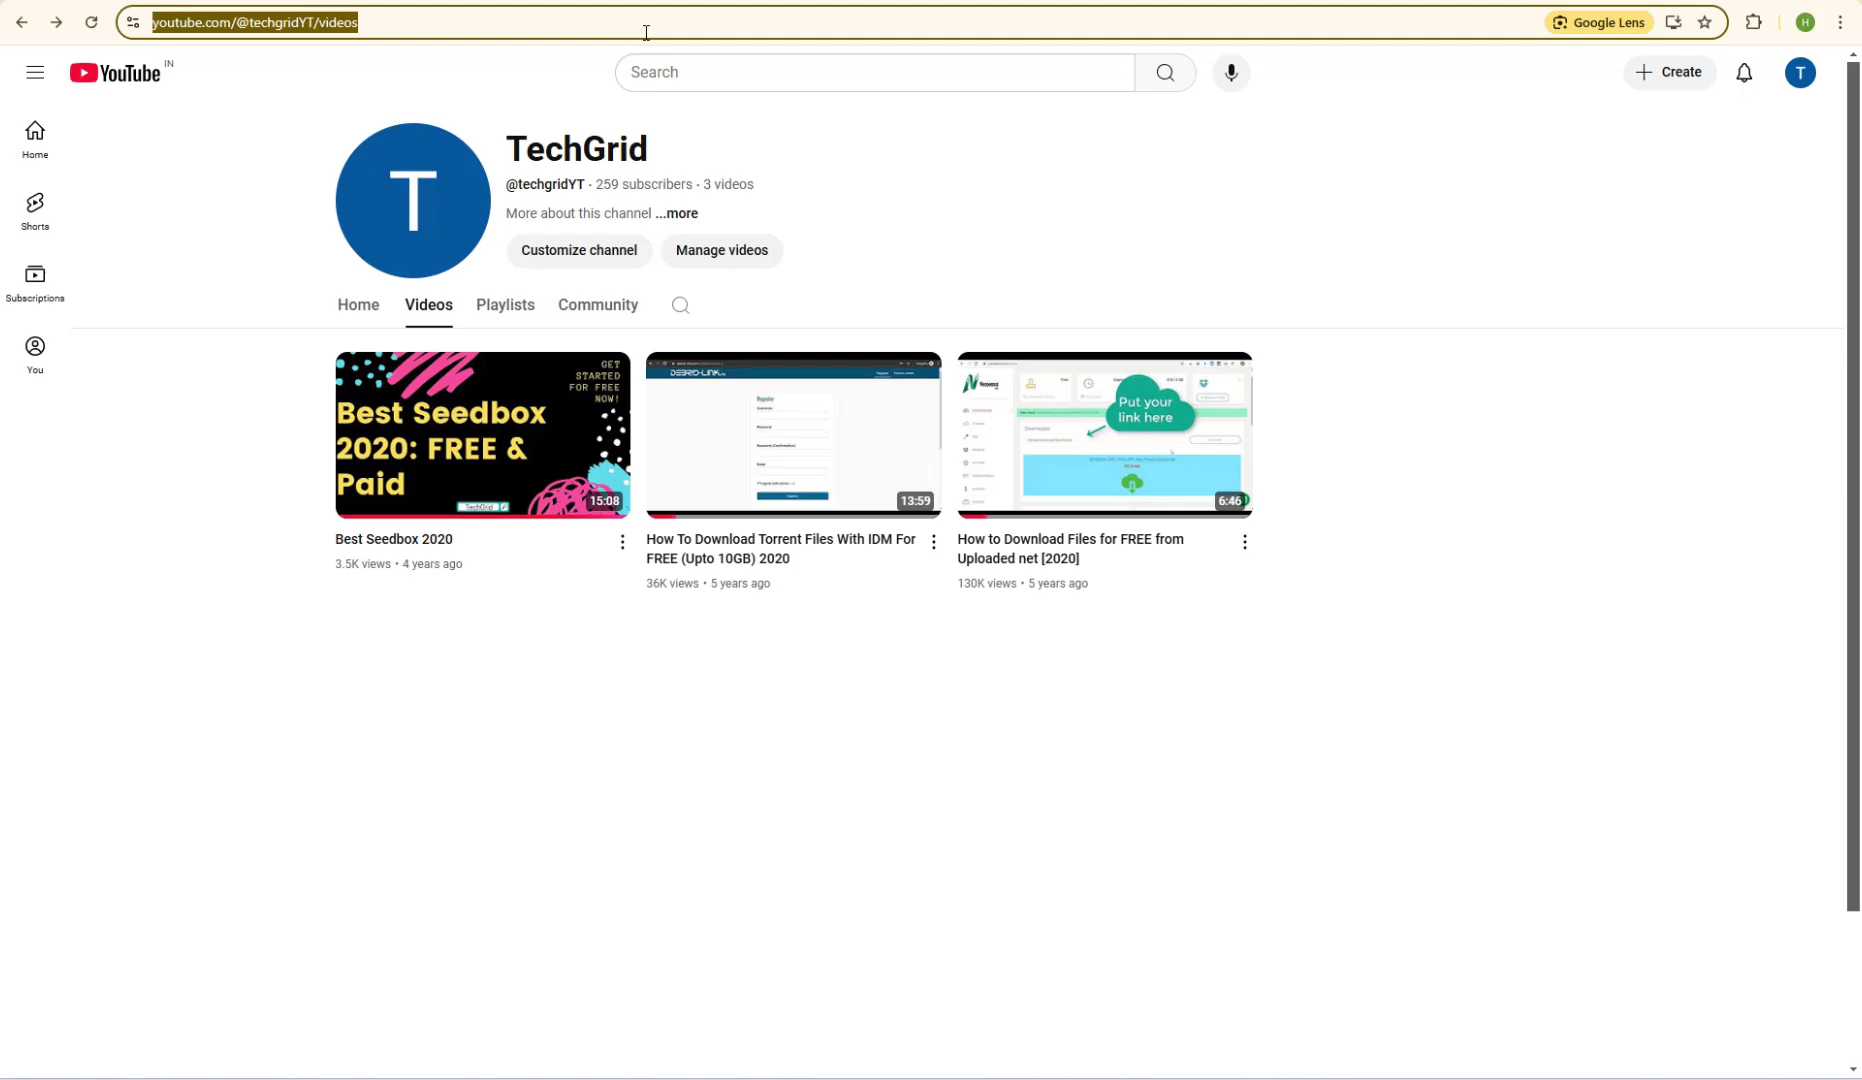 youtube.com/@techgridYT/videos
Google Lens
H
YouTube IN
Search
Create
T
Home
Shorts
Subscriptions
You
T
TechGrid
@techgridYT · 259 subscribers · 3 videos
More about this channel ...more
Customize channel
Manage videos
Home
Videos
Playlists
Community
GET
STARTED
FOR FREE
NOW!
Best Seedbox
2020: FREE &
Paid
TechGrid
15:08
Best Seedbox 2020
3.5K views • 4 years ago
DEBRID-LINK
Register
13:59
How To Download Torrent Files With IDM For
FREE (Upto 10GB) 2020
36K views • 5 years ago
Put your
link here
6:46
How to Download Files for FREE from
Uploaded net [2020]
130K views • 5 years ago